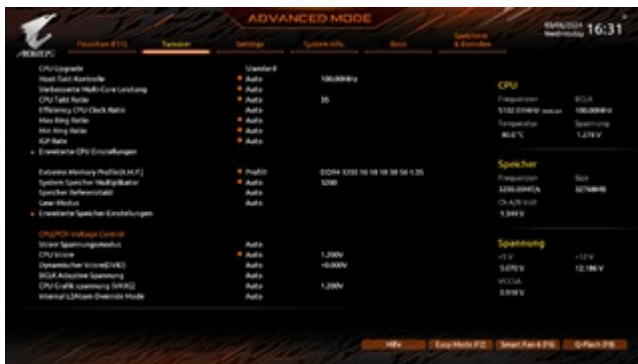 ADVANCED MODE
16:31
Favoriten (F11)
Tweaker
Settings
System Info.
Boot
Speichern & Beenden
CPU Upgrade Standard
Host Takt Kontrolle Auto 100.00MHz
Verbesserte Multi-Core Leistung Auto
CPU Takt Ratio Auto 35
Efficiency CPU Clock Ratio Auto
Max Ring Ratio Auto
Min Ring Ratio Auto
IGP Ratio Auto
Erweiterte CPU Einstellungen
Extreme Memory Profile(X.M.P.) Profil1 DDR4-3200 16-18-18-38-56-1.35
System Speicher Multiplikator Auto 3200
Speicher Referenztakt Auto
Gear-Modus Auto
Erweiterte Speicher Einstellungen
CPU/PCH Voltage Control
Vcore Spannungsmodus Auto
CPU Vcore Auto 1.200V
Dynamischer Vcore(DVID) Auto +0.000V
BCLK Adaptive Spannung Auto
CPU Grafik spannung (VAXG) Auto 1.200V
Internal L2Atom Override Mode Auto
CPU
Frequenzen BCLK
100.00MHz
Temperatur Spannung
Speicher
Frequenzen Size
3200.00MT/s 32768MB
Ch A/B Volt
1.344 V
Spannung
+5 V +12 V
5.070 V 12.186 V
VCCSA
Hilfe
Easy Mode (F2)
Smart Fan 6 (F6)
Q-Flash (F8)